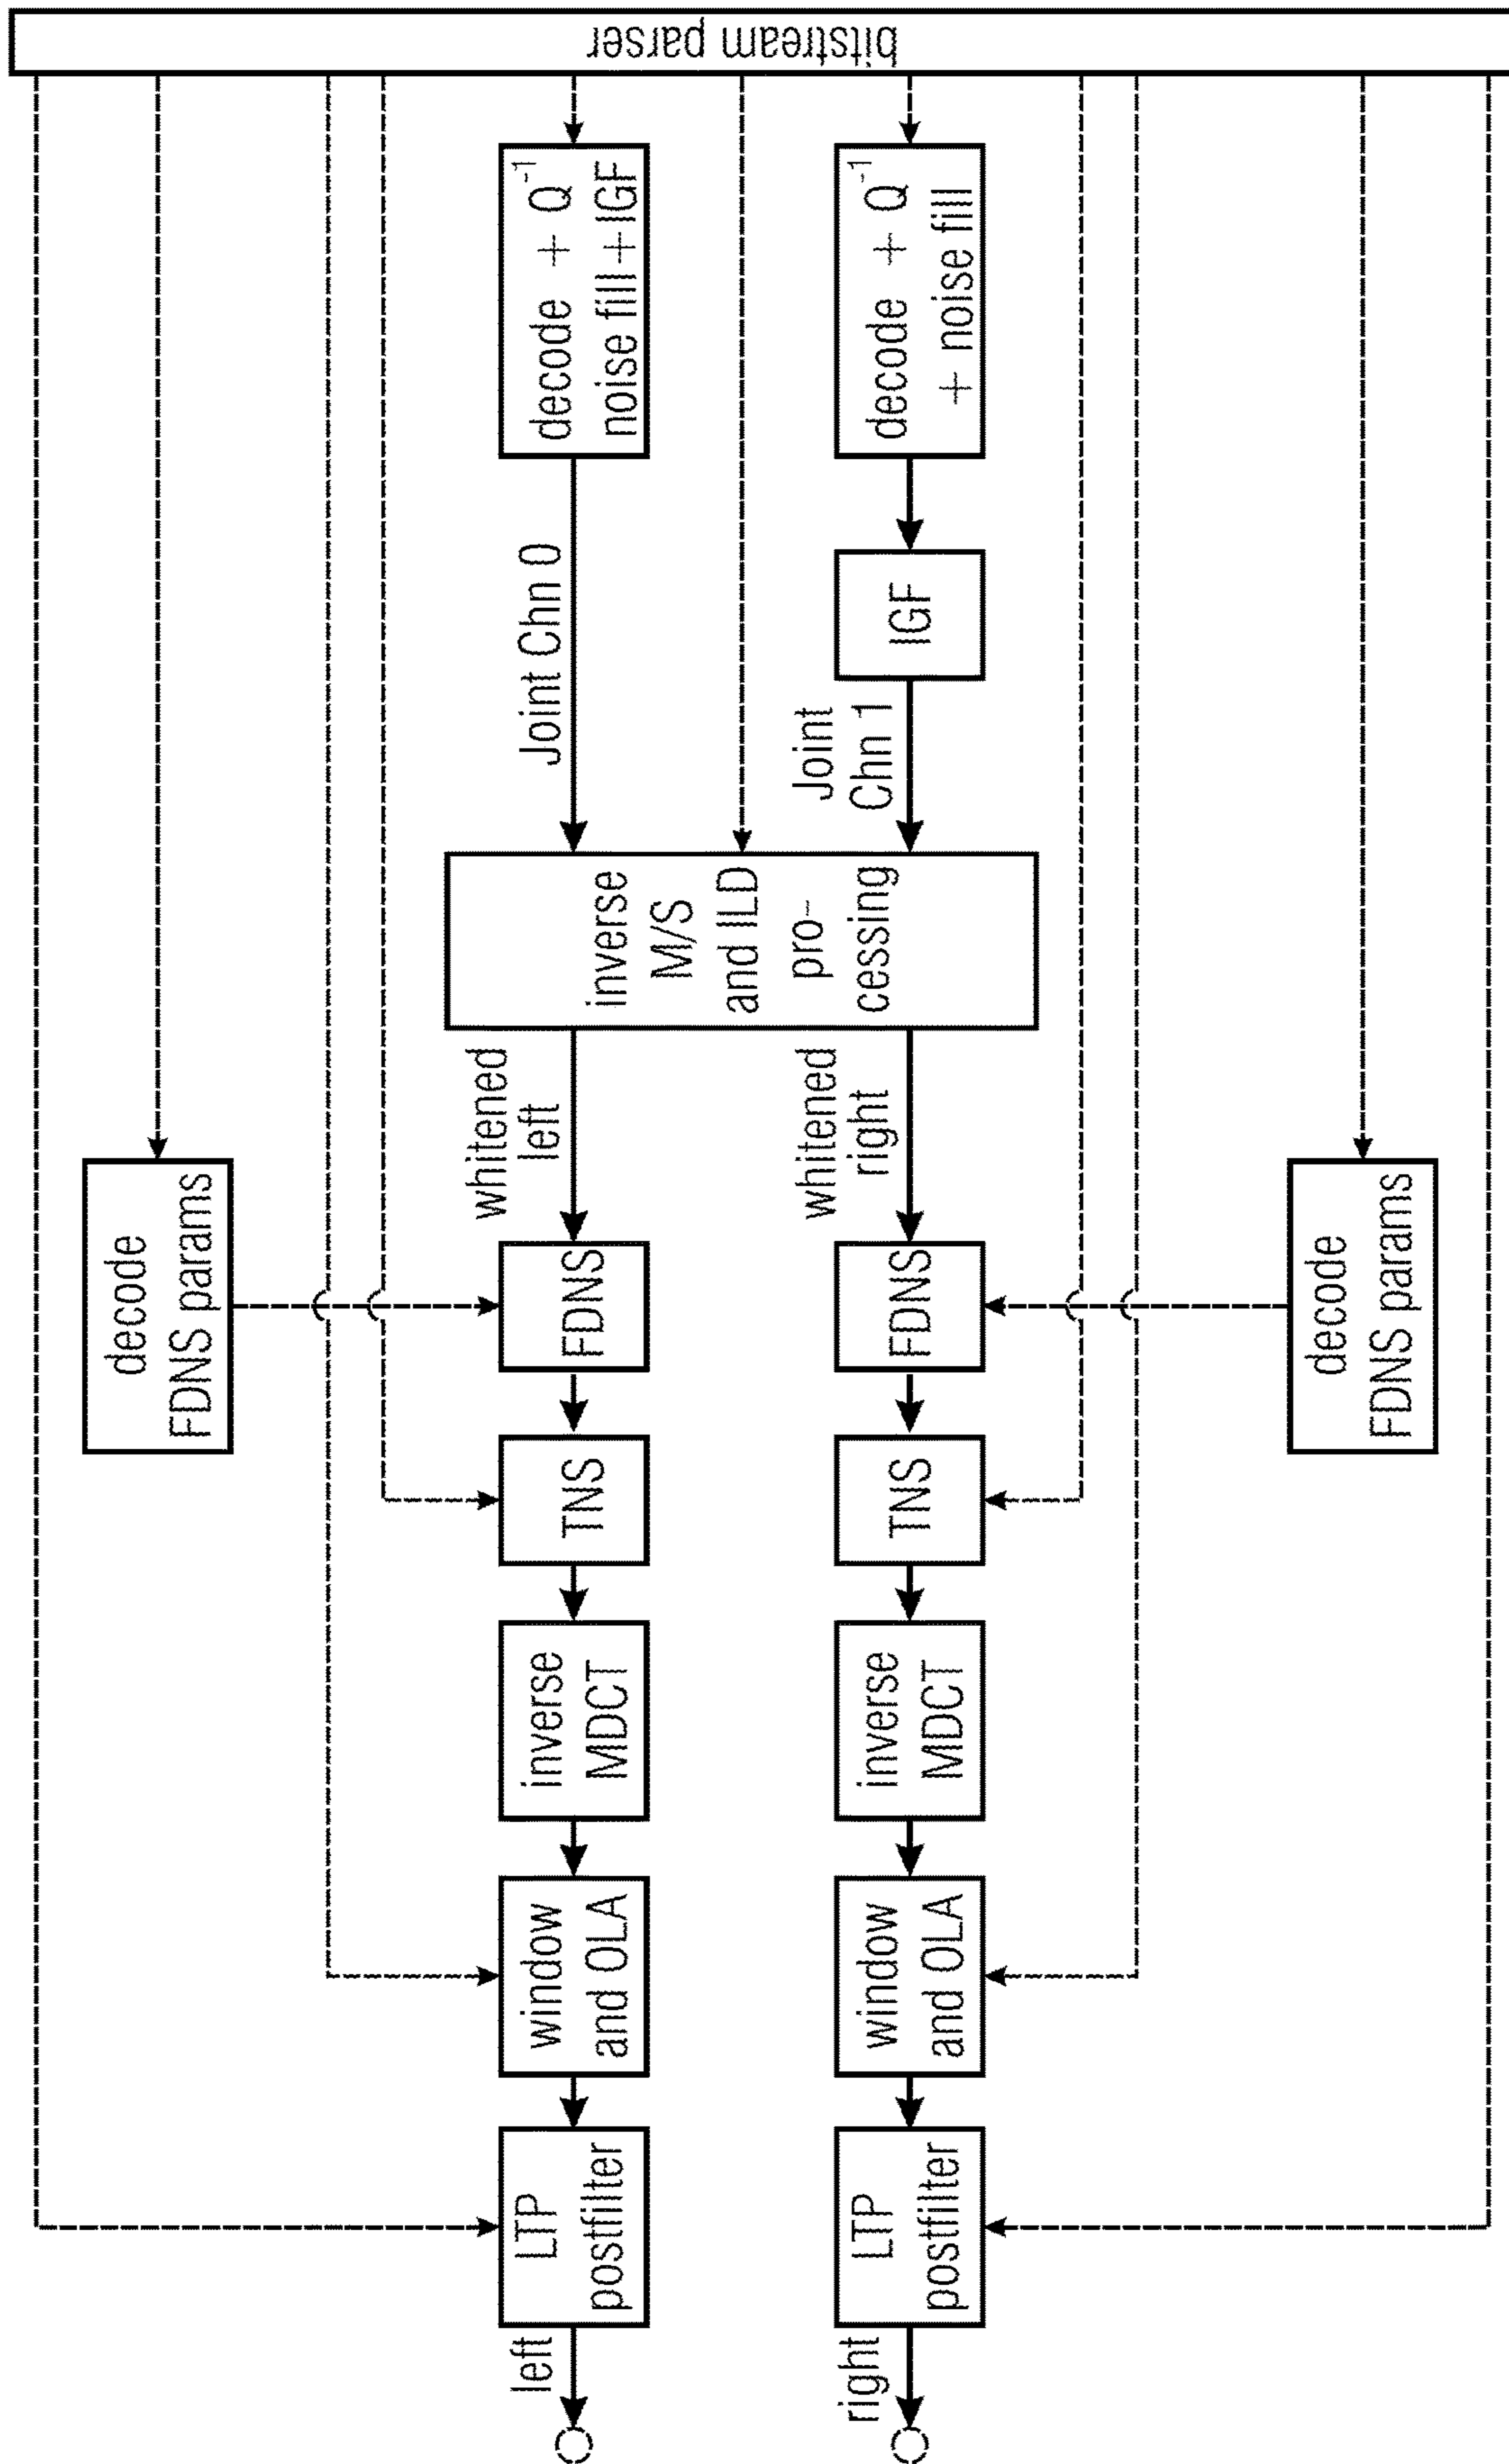 decode
FDNS params
left
LTP
postfilter
window
and OLA
inverse
MDCT
TNS
FDNS
whitened
left
inverse
M/S
and ILD
pro-
cessing
Joint Chn 0
decode + Q⁻¹
noise fill+IGF
bitstream parser
right
LTP
postfilter
window
and OLA
inverse
MDCT
TNS
FDNS
whitened
right
Joint
Chn 1
IGF
decode + Q⁻¹
+ noise fill
decode
FDNS params